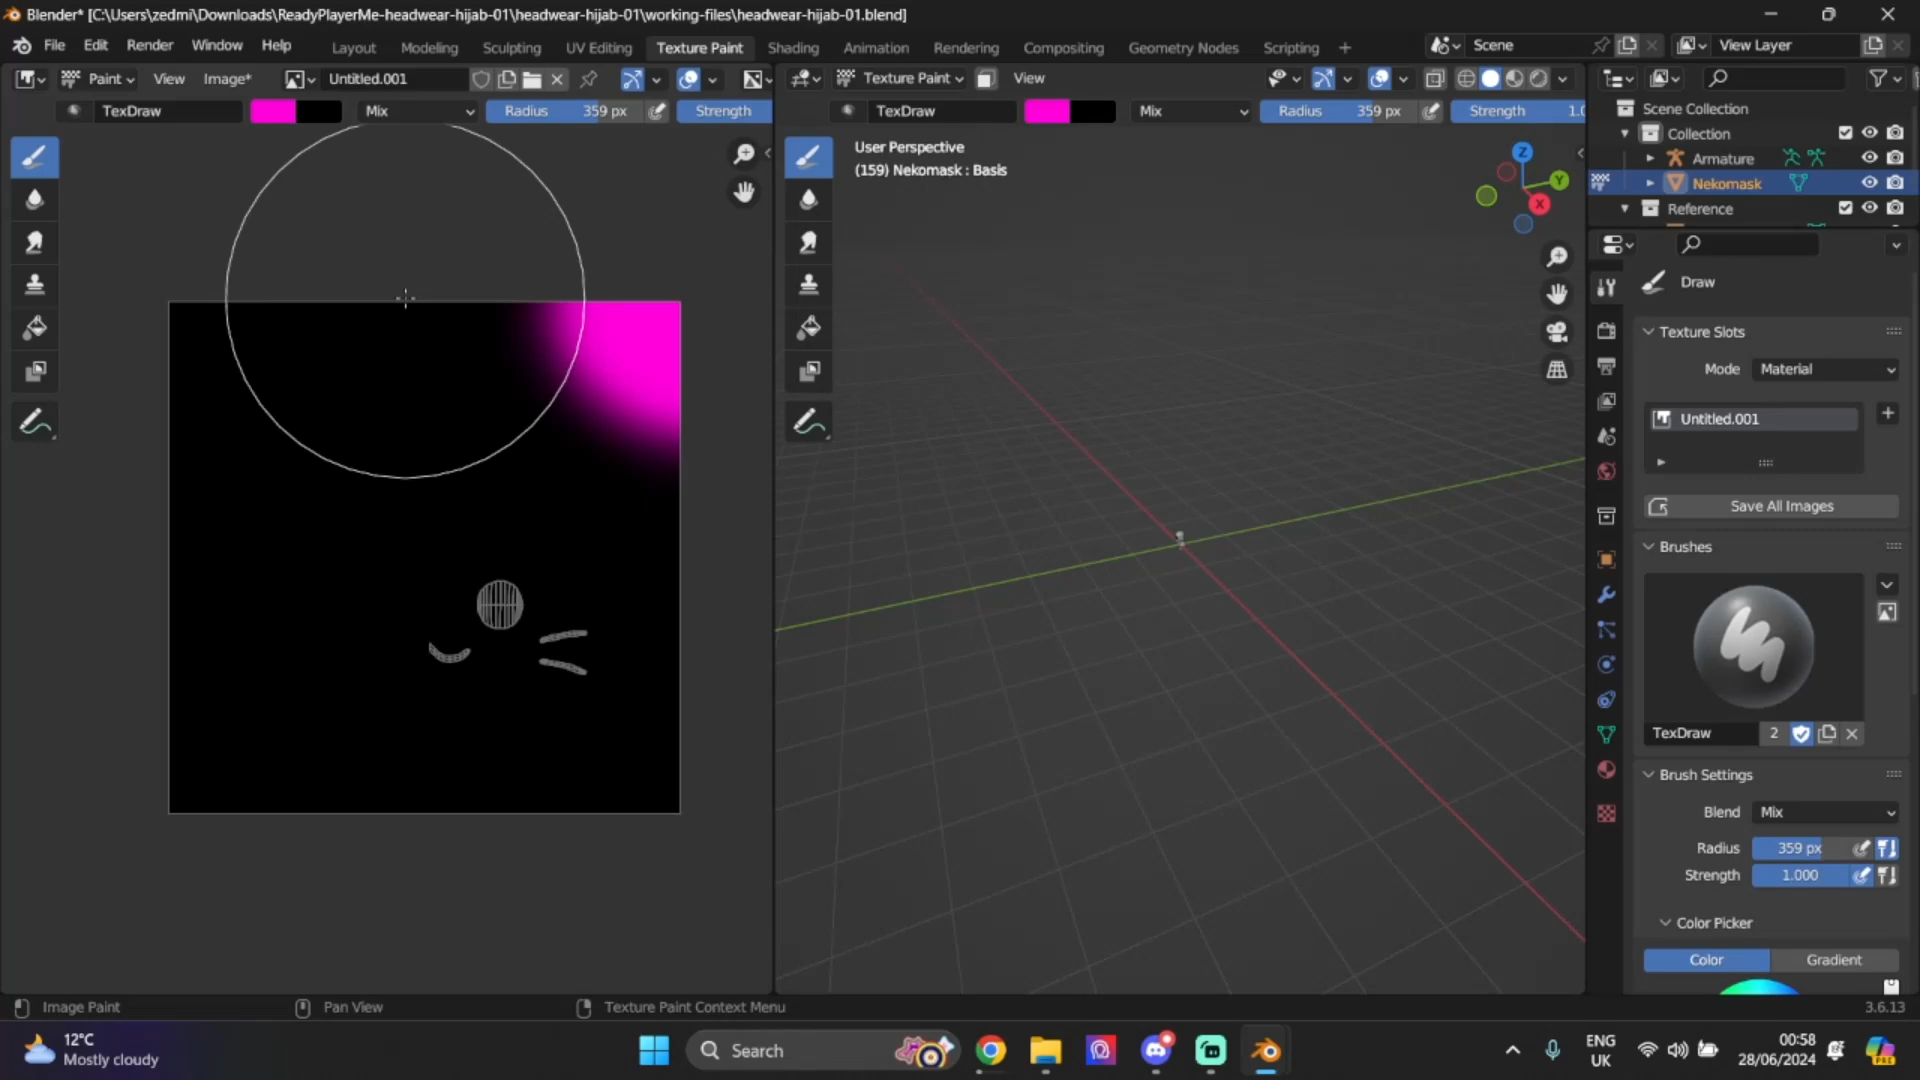 Blender* [C:\Users\zedmi\Downloads\ReadyPlayerMe-headwear-hijab-01\headwear-hijab-01\working-files\headwear-hijab-01.blend]
File Edit Render Window Help Layout Modeling Sculpting UV Editing Texture Paint Shading Animation Rendering Compositing Geometry Nodes Scripting + Scene View Layer
Paint View Image* Untitled.001 Texture Paint View
TexDraw Mix Radius 359 px Strength TexDraw Mix Radius 359 px Strength 1.0
Scene Collection
Collection
Armature
Nekomask
Reference
User Perspective
(159) Nekomask : Basis
Z
Y
X
Draw
Texture Slots
Mode Material
Untitled.001
Save All Images
Brushes
TexDraw 2
Brush Settings
Blend Mix
Radius 359 px
Strength 1.000
Color Picker
Color Gradient
Image Paint Pan View Texture Paint Context Menu 3.6.13
12°C
Mostly cloudy
Search
ENG
UK
00:58
28/06/2024
PRE